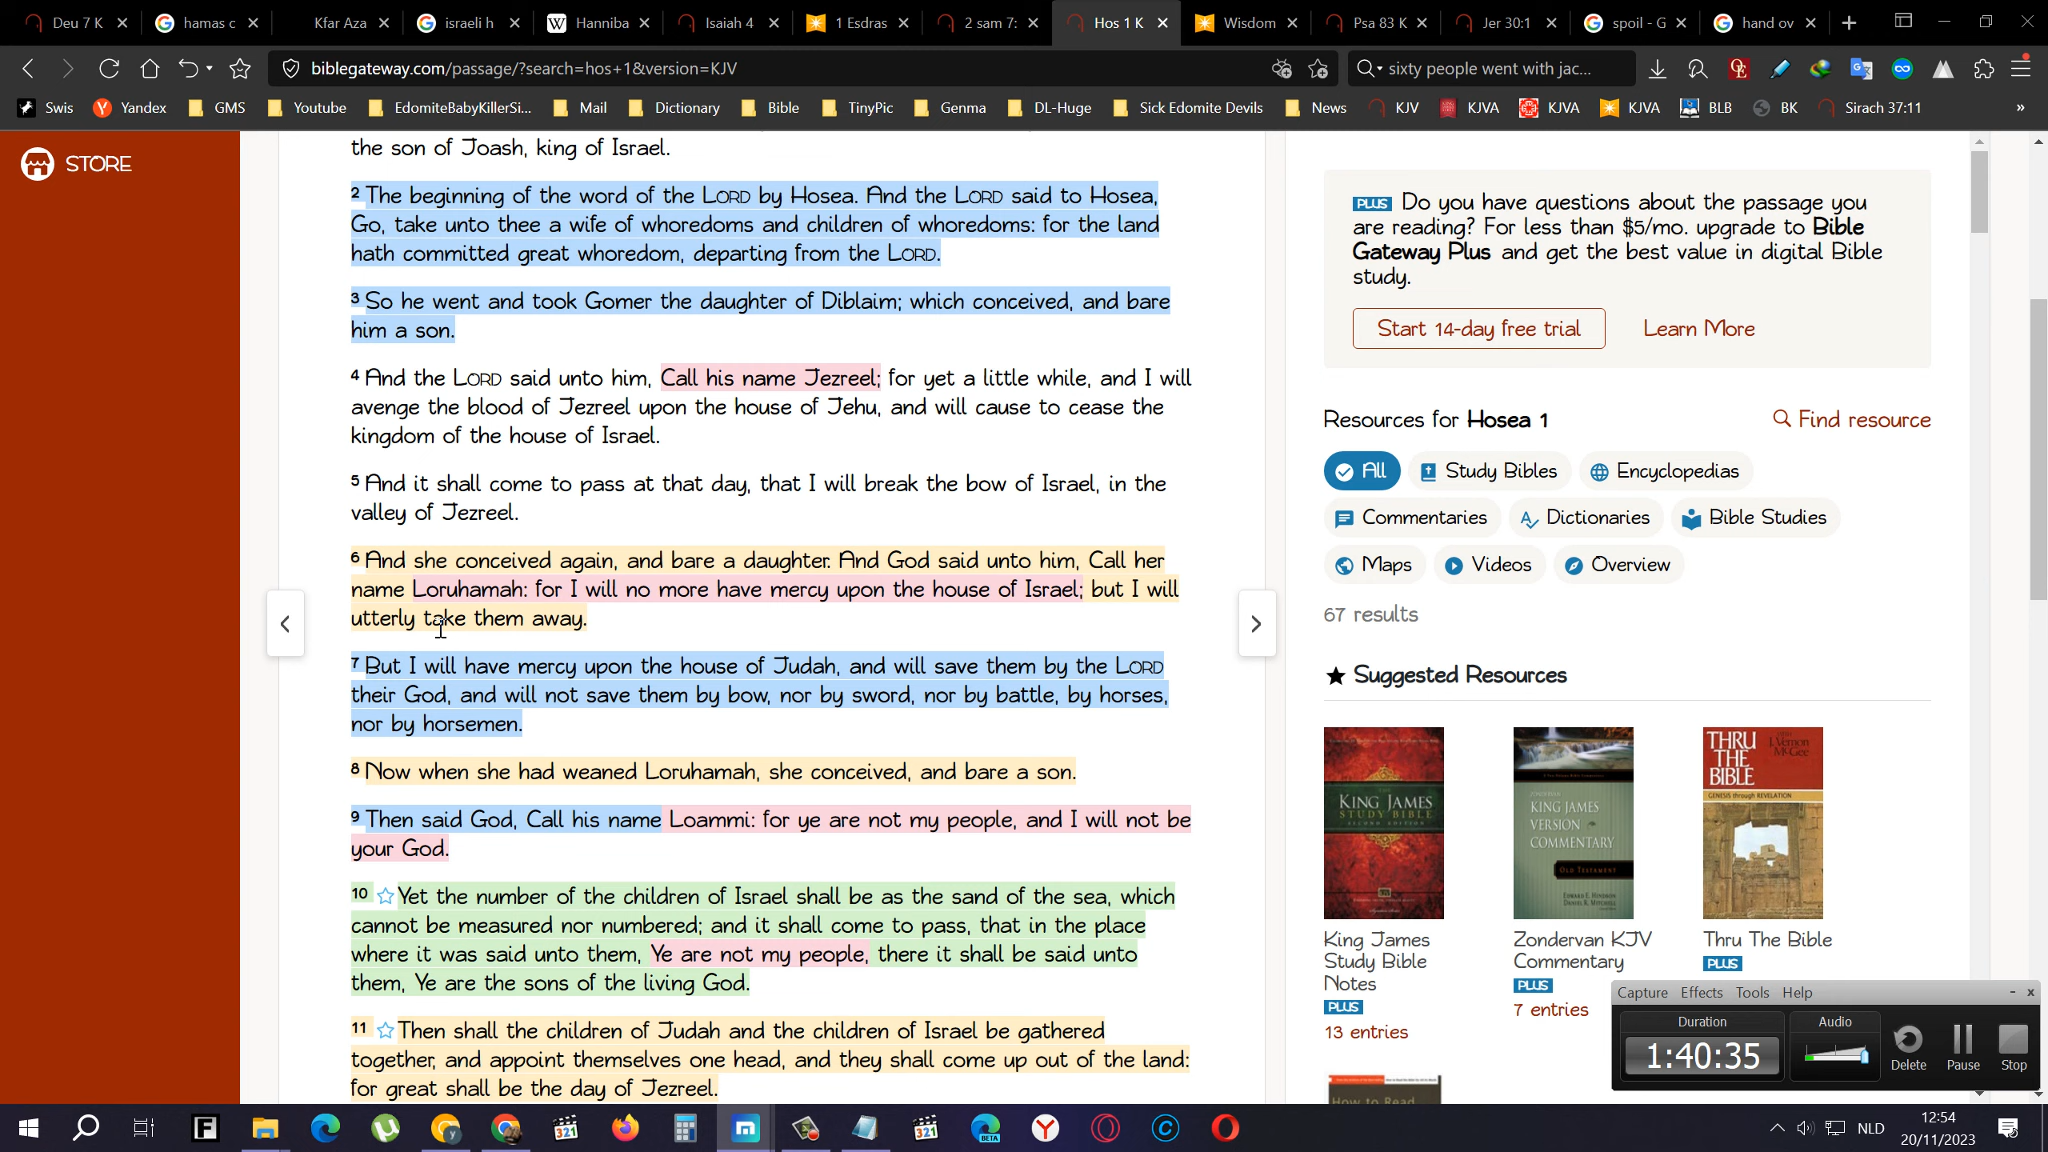 Deu 7 K
hamas c
Kfar Aza
israeli h
Hanniba
Isaiah 4
1 Esdras
2 sam 7:
Hos 1 K
Wisdom
Psa 83 K
Jer 30:1
spoil - G
hand ov
biblegateway.com/passage/?search=hos+1&version=KJV
sixty people went with jac...
Swis
Yandex
GMS
Youtube
EdomiteBabyKillerSi...
Mail
Dictionary
Bible
TinyPic
Genma
DL-Huge
Sick Edomite Devils
News
KJV
KJVA
KJVA
KJVA
BLB
BK
Sirach 37:11
»
STORE
the son of Joash, king of Israel.
2 The beginning of the word of the LORD by Hosea. And the LORD said to Hosea,
Go, take unto thee a wife of whoredoms and children of whoredoms: for the land
hath committed great whoredom, departing from the LORD.
3 So he went and took Gomer the daughter of Diblaim; which conceived, and bare
him a son.
4 And the LORD said unto him, Call his name Jezreel; for yet a little while, and I will
avenge the blood of Jezreel upon the house of Jehu, and will cause to cease the
kingdom of the house of Israel.
5 And it shall come to pass at that day, that I will break the bow of Israel, in the
valley of Jezreel.
6 And she conceived again, and bare a daughter. And God said unto him, Call her
name Loruhamah: for I will no more have mercy upon the house of Israel; but I will
utterly take them away.
7 But I will have mercy upon the house of Judah, and will save them by the LORD
their God, and will not save them by bow, nor by sword, nor by battle, by horses,
nor by horsemen.
8 Now when she had weaned Loruhamah, she conceived, and bare a son.
9 Then said God, Call his name Loammi: for ye are not my people, and I will not be
your God.
10 Yet the number of the children of Israel shall be as the sand of the sea, which
cannot be measured nor numbered; and it shall come to pass, that in the place
where it was said unto them, Ye are not my people, there it shall be said unto
them, Ye are the sons of the living God.
11 Then shall the children of Judah and the children of Israel be gathered
together, and appoint themselves one head, and they shall come up out of the land:
for great shall be the day of Jezreel.
PLUS Do you have questions about the passage you
are reading? For less than $5/mo. upgrade to Bible
Gateway Plus and get the best value in digital Bible
study.
Start 14-day free trial
Learn More
Resources for Hosea 1
Find resource
All
Study Bibles
Encyclopedias
Commentaries
Dictionaries
Bible Studies
Maps
Videos
Overview
67 results
Suggested Resources
KING JAMES
STUDY BIBLE
SECOND EDITION
KING JAMES
VERSION
COMMENTARY
OLD TESTAMENT
THRU
THE
BIBLE
J. Vernon
McGee
GENESIS through REVELATION
King James
Study Bible
Notes
PLUS
13 entries
Zondervan KJV
Commentary
PLUS
7 entries
Thru The Bible
PLUS
How to Read
Capture
Effects
Tools
Help
Duration
1:40:35
Audio
Delete
Pause
Stop
321
321
BETA
NLD
12:54
20/11/2023